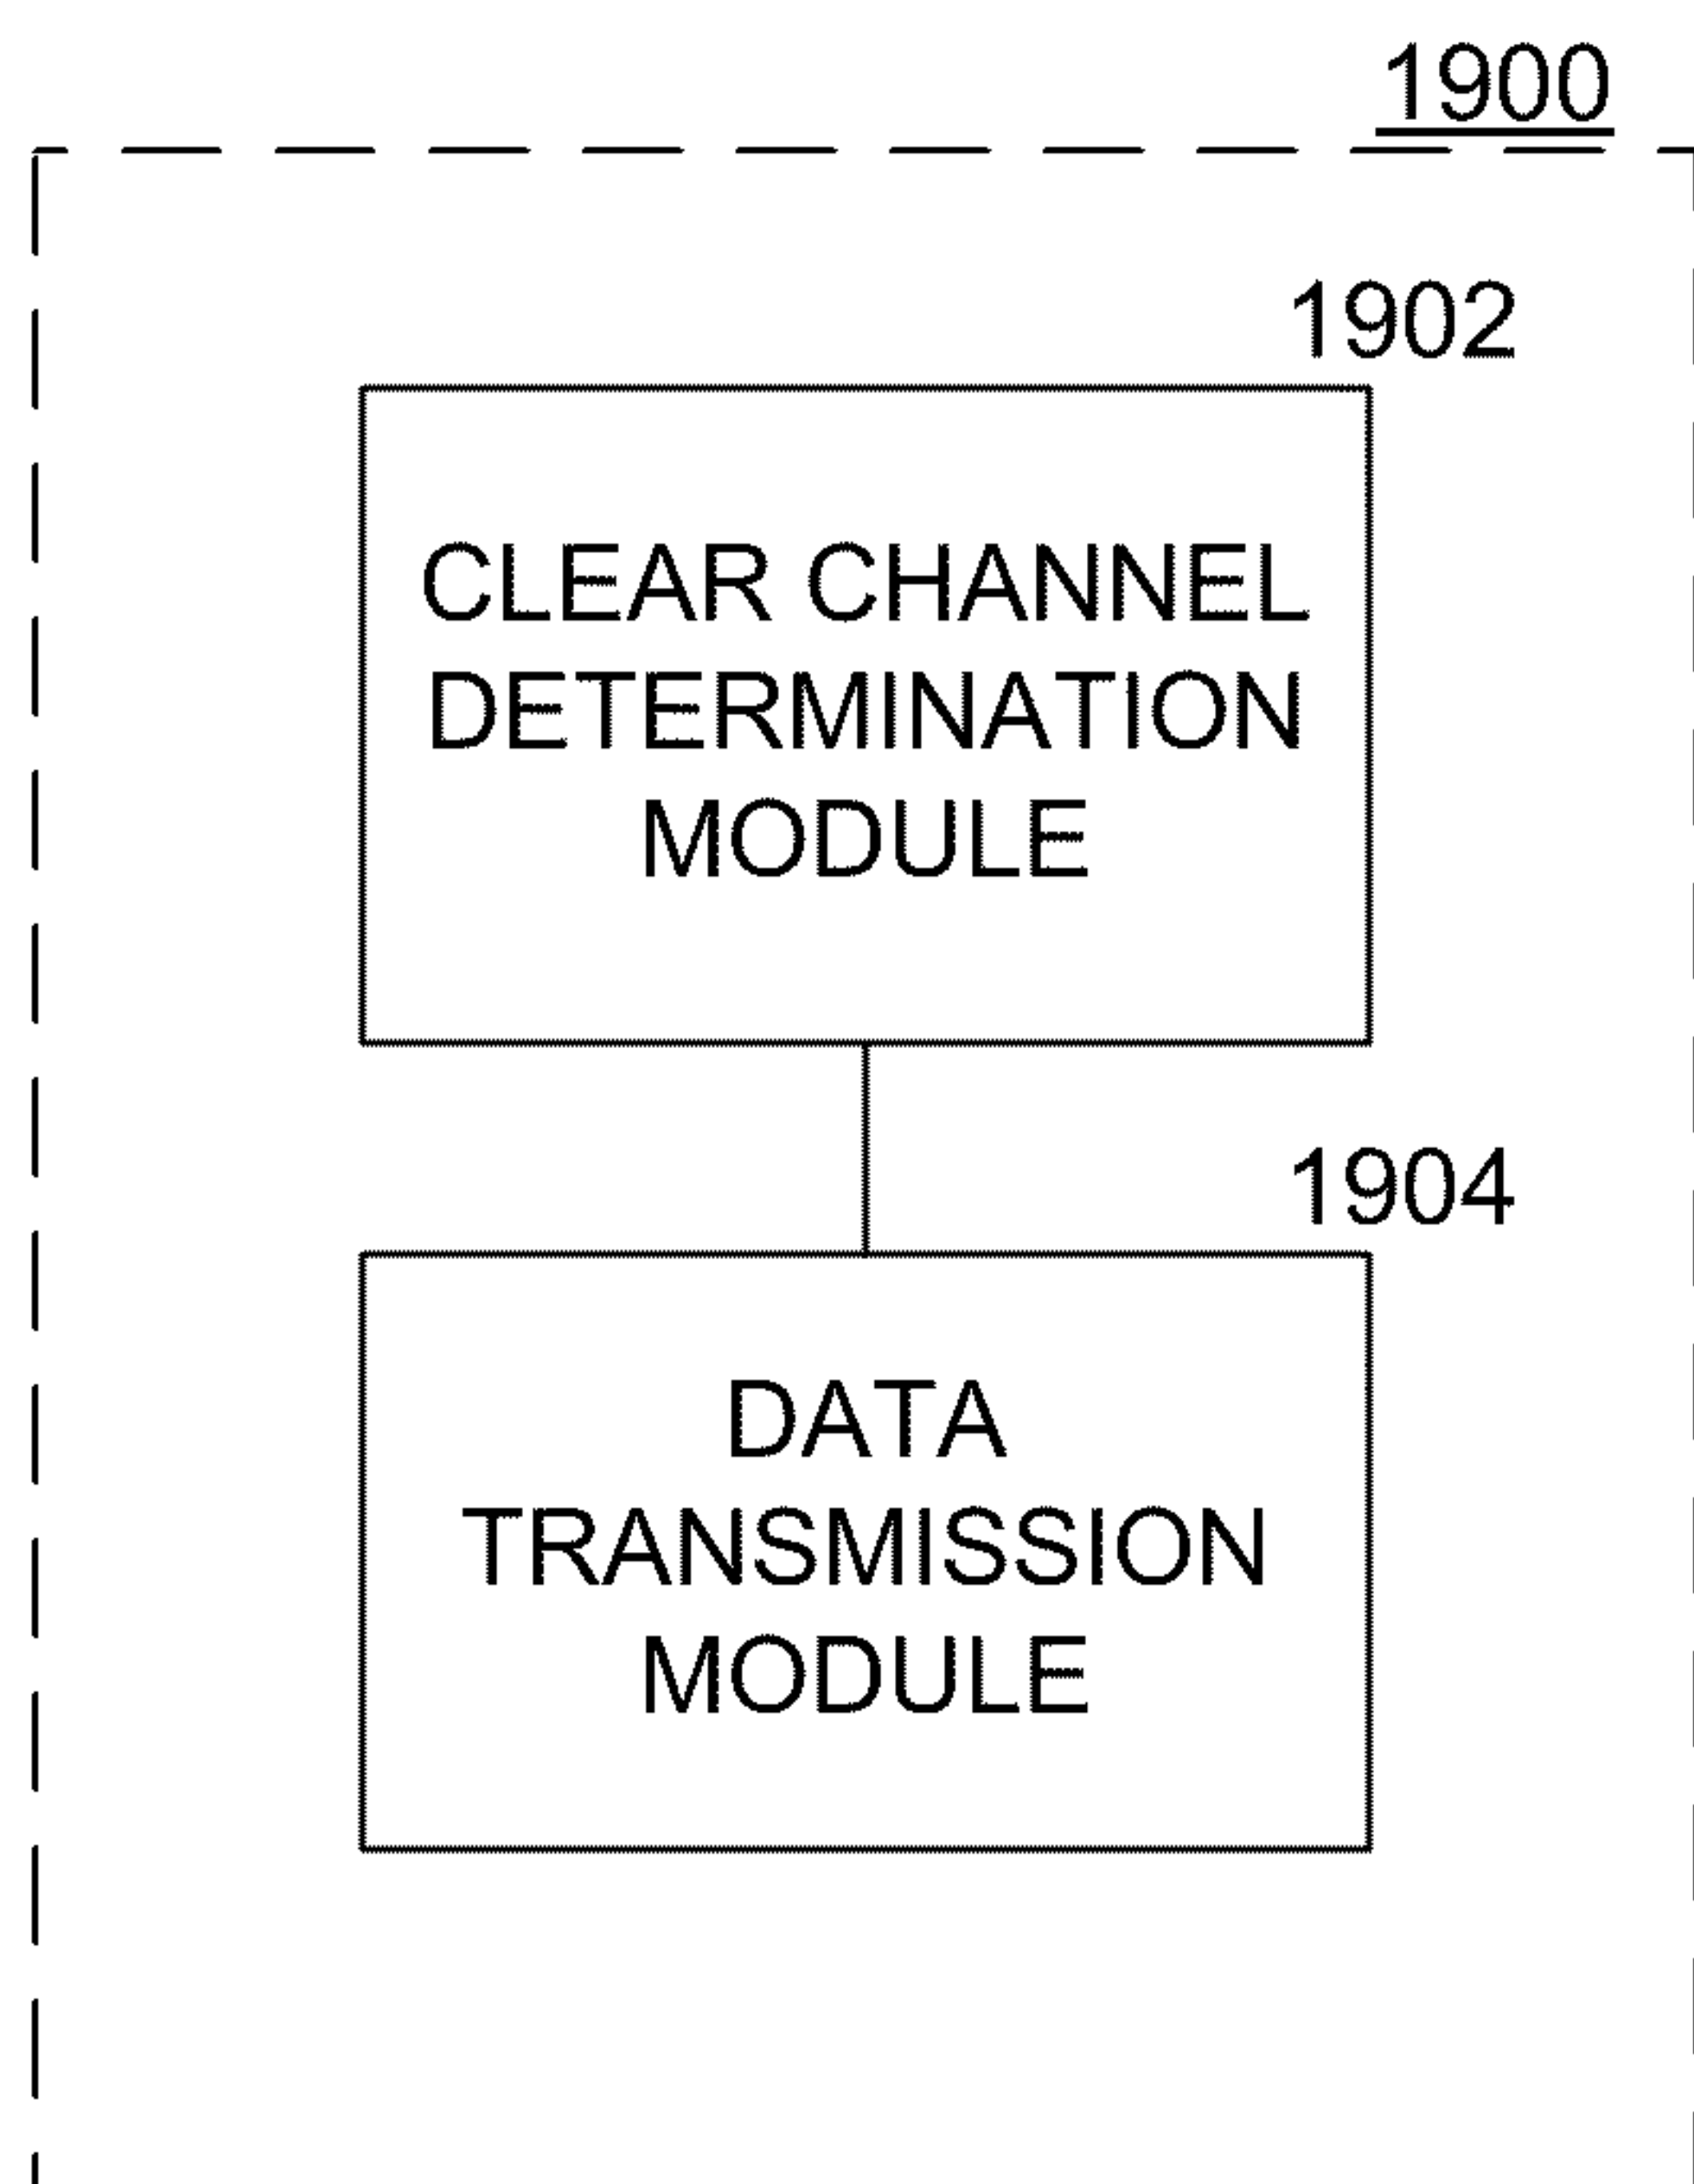 1900
1902
CLEAR CHANNEL
DETERMINATION
MODULE
1904
DATA
TRANSMISSION
MODULE